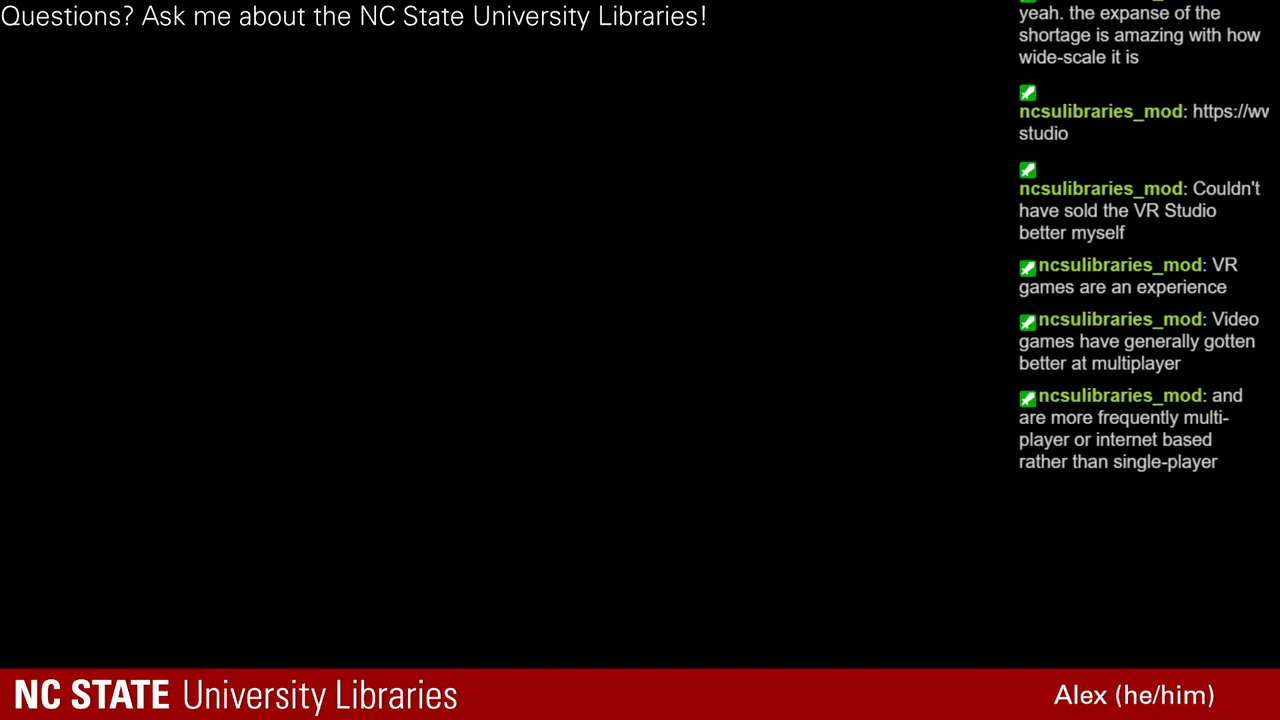 Questions? Ask me about the NC State University Libraries!
yeah. the expanse of the
shortage is amazing with how
wide-scale it is
ncsulibraries_mod: https://wv
studio
ncsulibraries_mod: Couldn't
have sold the VR Studio
better myself
ncsulibraries_mod: VR
games are an experience
ncsulibraries_mod: Video
games have generally gotten
better at multiplayer
ncsulibraries_mod: and
are more frequently multi-
player or internet based
rather than single-player
NC STATE University Libraries
Alex (he/him)